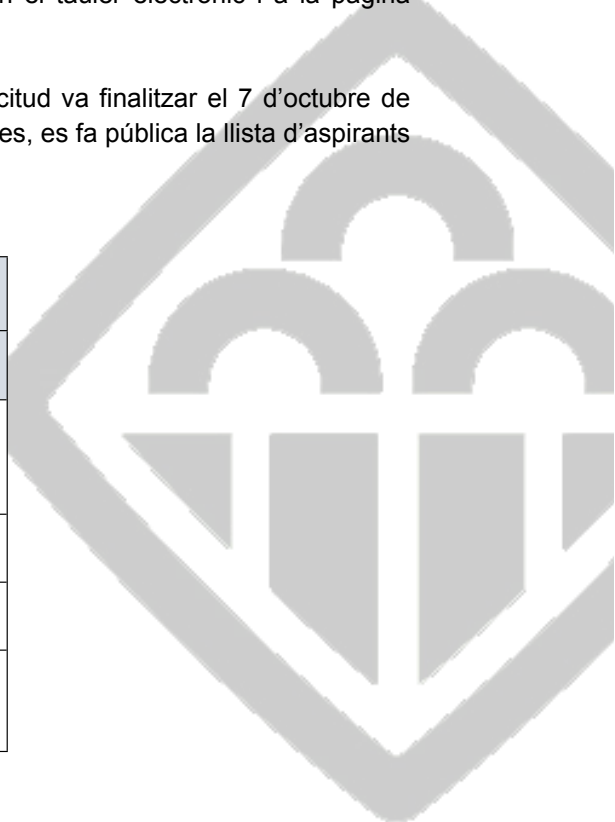 el tauler electrònic i a la pàgina
citud va finalitzar el 7 d’octubre de
es, es fa pública la llista d’aspirants